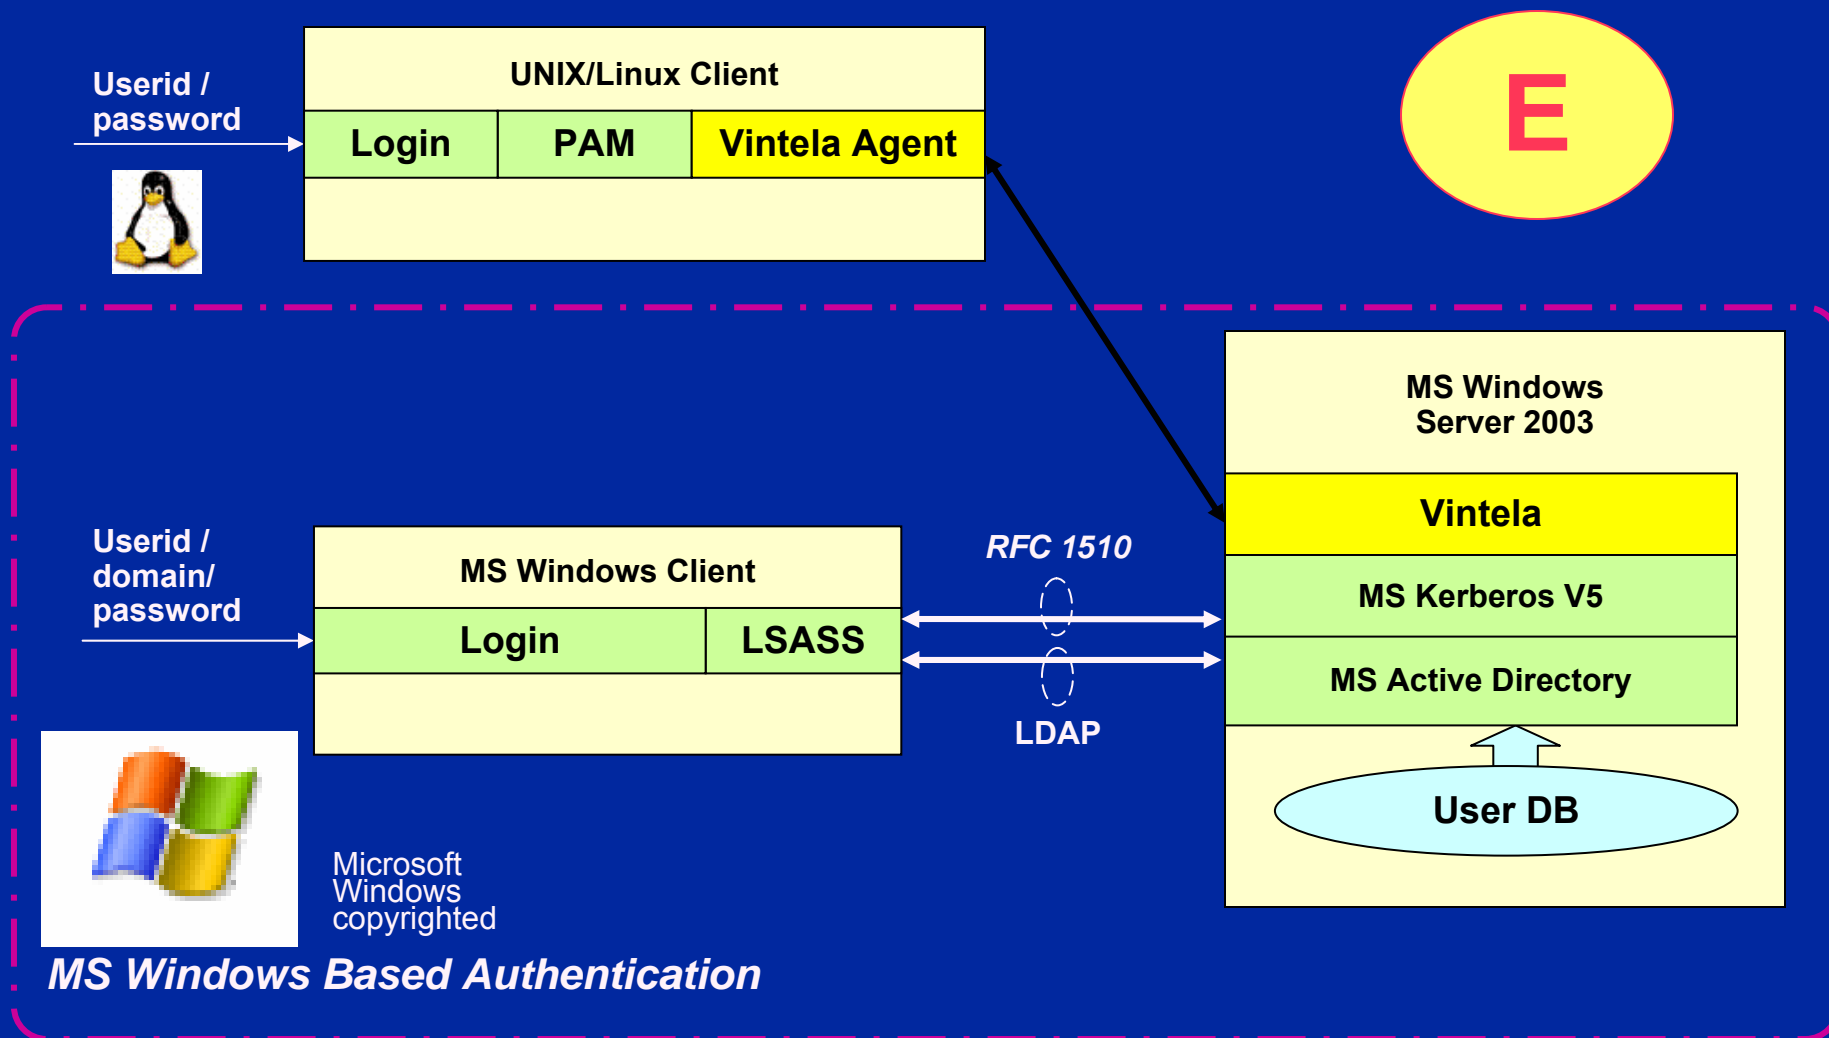 UNIX/Linux Client
Userid /
password
Login
PAM
Vintela Agent
E
MS Windows
Server 2003
Vintela
MS Kerberos V5
MS Active Directory
User DB
Userid /
domain/
password
MS Windows Client
Login
LSASS
RFC 1510
LDAP
Microsoft
Windows
copyrighted
MS Windows Based Authentication